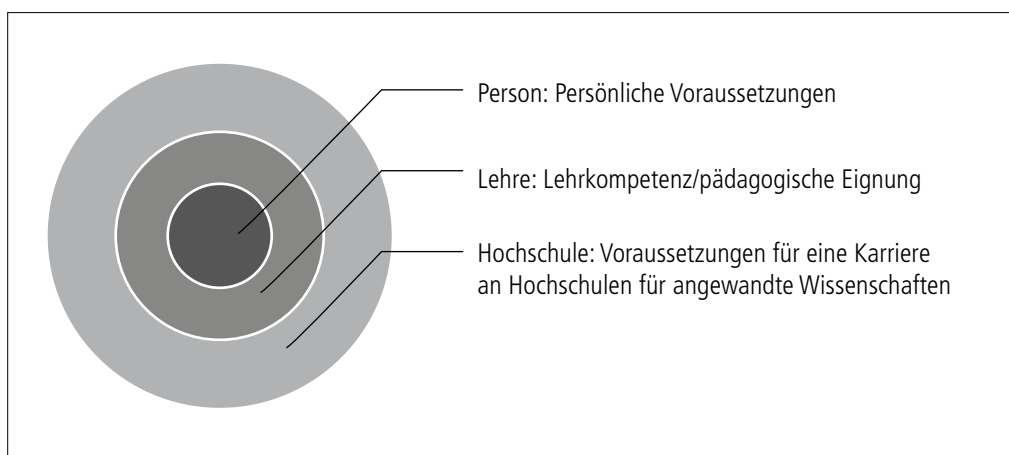 Person: Persönliche Voraussetzungen
Lehre: Lehrkompetenz/pädagogische Eignung
Hochschule: Voraussetzungen für eine Karriere
an Hochschulen für angewandte Wissenschaften